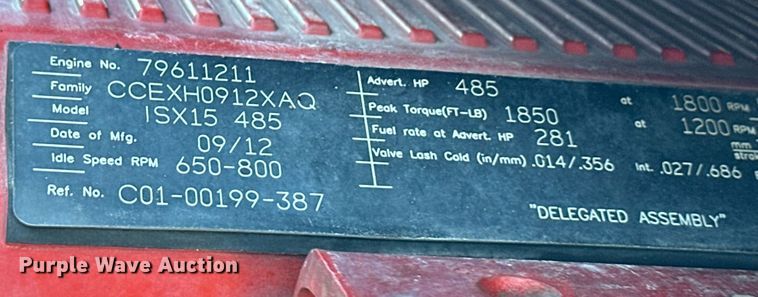 Engine No. 79611211
Family CCEXH0912XAQ
Model ISX15 485
Date of Mfg. 09/12
Idle Speed RPM 650-800
Ref. No. C01-00199-387
Advert. HP 485 at 1800 RPM
Peak Torque(FT-LB) 1850 at 1200 RPM
Fuel rate at Advert. HP 281 mm
Valve Lash Cold (in/mm) .014/.356 Int. .027/.686
"DELEGATED ASSEMBLY"
Purple Wave Auction